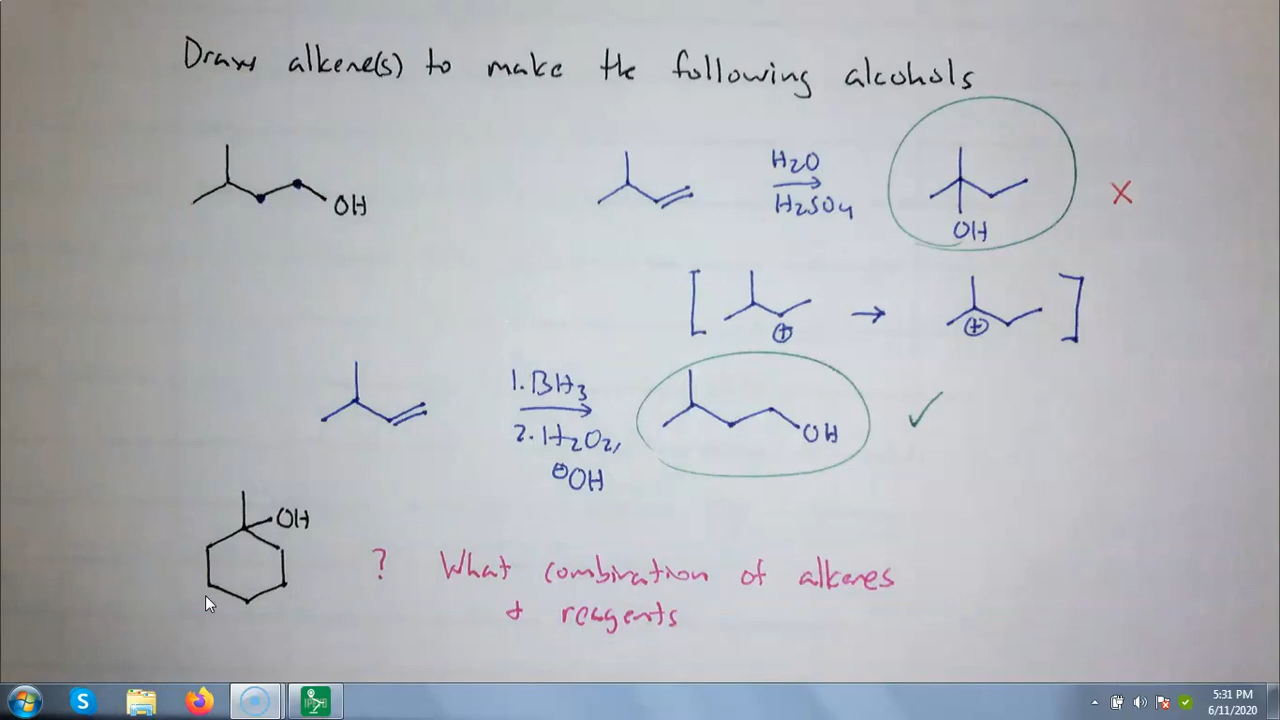 Draw alkene(s) to make the following alcohols
OH
H2O
H2SO4
OH
X
[ ⊕ → ⊕ ]
1. BH3
2. H2O2,
⊖OH
OH
✓
OH
? What combination of alkenes
+ reagents
5:31 PM
6/11/2020